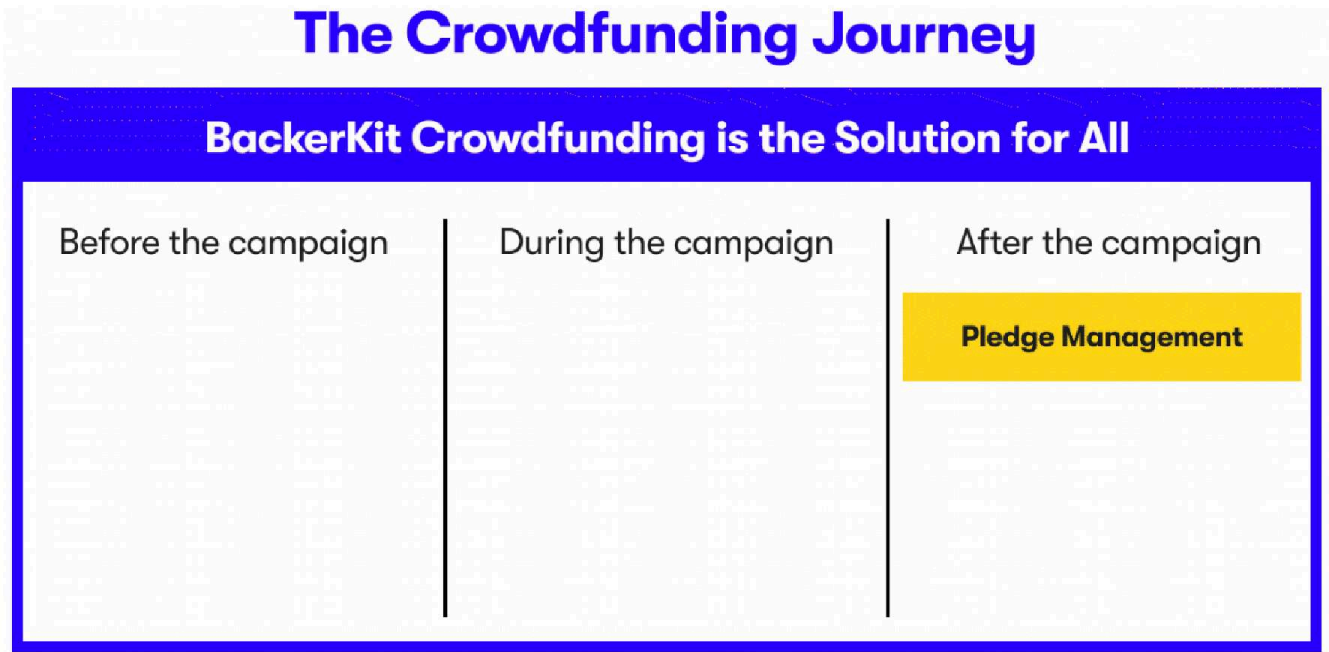 The Crowdfunding Journey
BackerKit Crowdfunding is the Solution for All
Before the campaign
During the campaign
After the campaign
Pledge Management